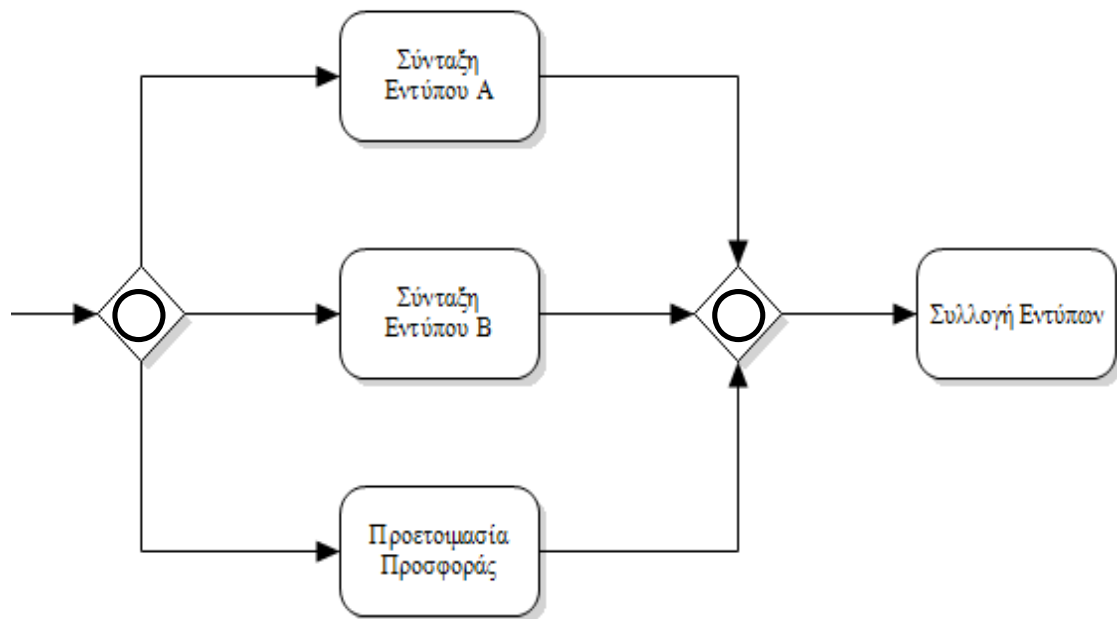 Σύνταξη
Εντύπου Α
Σύνταξη
Εντύπου Β
Συλλογή Εντύπων
Προετοιμασία
Προσφοράς